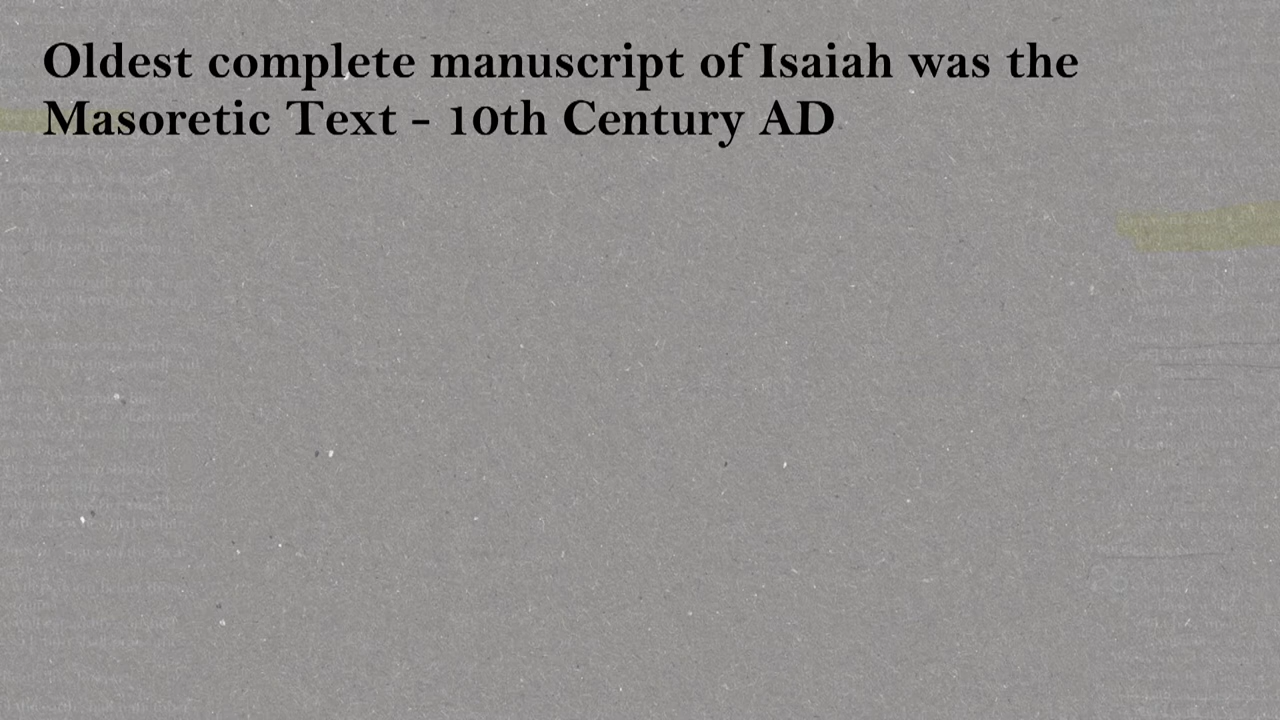 Oldest complete manuscript of Isaiah was the
Masoretic Text - 10th Century AD